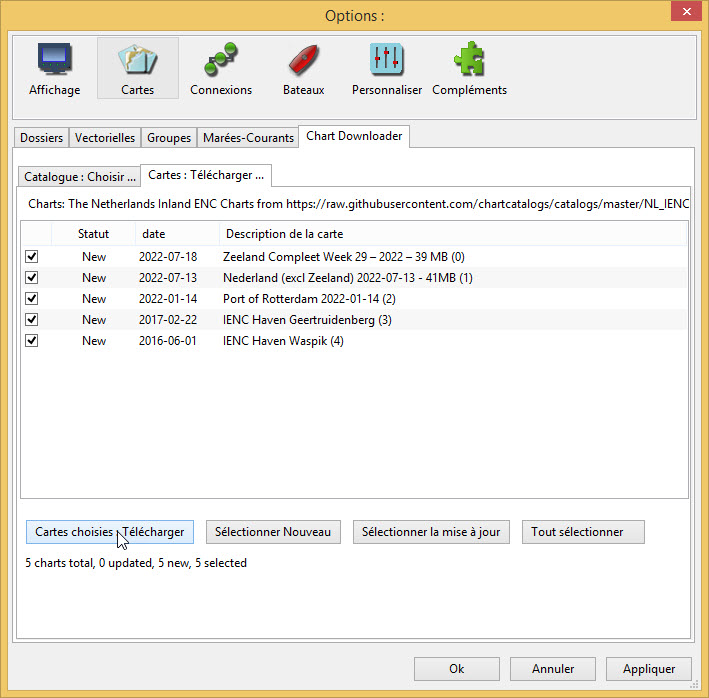 Options :
Affichage Cartes Connexions Bateaux Personnaliser Compléments
Dossiers Vectorielles Groupes Marées-Courants Chart Downloader
Catalogue : Choisir ... Cartes : Télécharger ...
Charts: The Netherlands Inland ENC Charts from https://raw.githubusercontent.com/chartcatalogs/catalogs/master/NL_IENC
Statut date Description de la carte
New 2022-07-18 Zeeland Compleet Week 29 – 2022 – 39 MB (0)
New 2022-07-13 Nederland (excl Zeeland) 2022-07-13 - 41MB (1)
New 2022-01-14 Port of Rotterdam 2022-01-14 (2)
New 2017-02-22 IENC Haven Geertruidenberg (3)
New 2016-06-01 IENC Haven Waspik (4)
Cartes choisies : Télécharger Sélectionner Nouveau Sélectionner la mise à jour Tout sélectionner
5 charts total, 0 updated, 5 new, 5 selected
Ok Annuler Appliquer